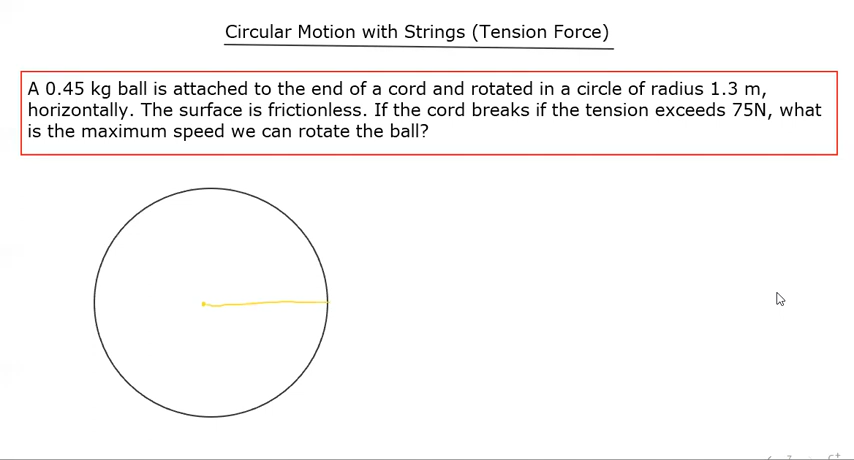 Circular Motion with Strings (Tension Force)
A 0.45 kg ball is attached to the end of a cord and rotated in a circle of radius 1.3 m,
horizontally. The surface is frictionless. If the cord breaks if the tension exceeds 75N, what
is the maximum speed we can rotate the ball?